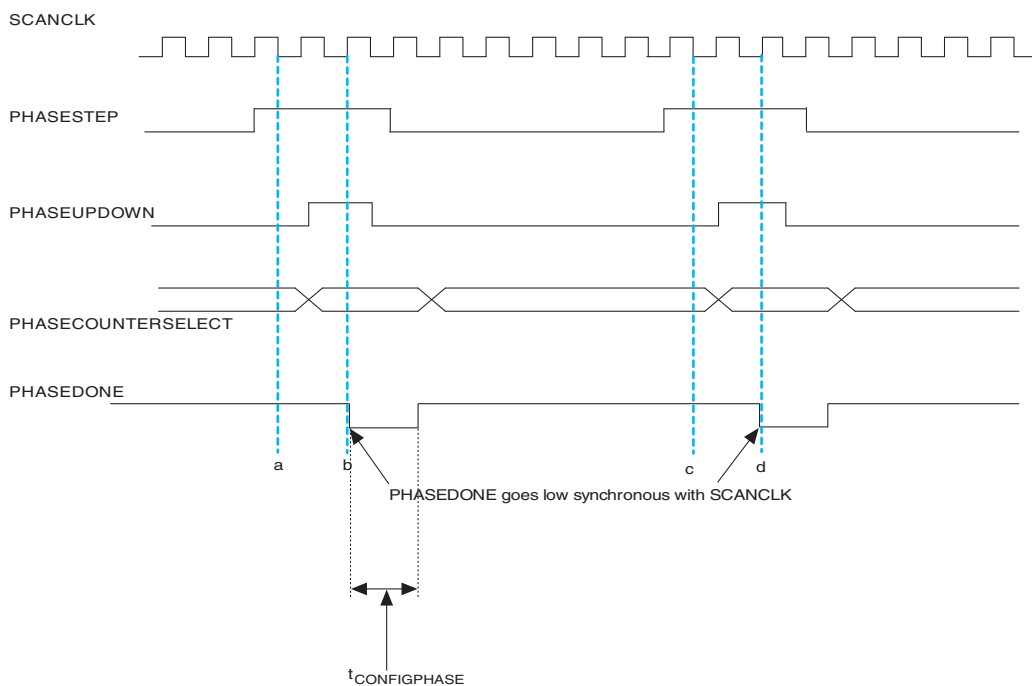 SCANCLK
PHASESTEP
PHASEUPDOWN
PHASECOUNTERSELECT
PHASEDONE
a b c d
PHASEDONE goes low synchronous with SCANCLK
tCONFIGPHASE